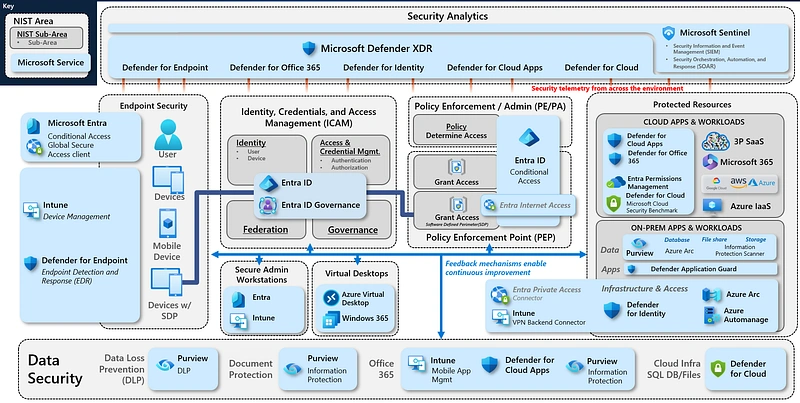 Key
NIST Area
NIST Sub-Area
• Sub-Area
Microsoft Service
Security Analytics
Microsoft Defender XDR
Defender for Endpoint
Defender for Office 365
Defender for Identity
Defender for Cloud Apps
Defender for Cloud
Microsoft Sentinel
• Security Information and Event
Management (SIEM)
• Security Orchestration, Automation, and
Response (SOAR)
Security telemetry from across the environment
Microsoft Entra
Conditional Access
Global Secure
Access client
Intune
Device Management
Defender for Endpoint
Endpoint Detection and
Response (EDR)
Endpoint Security
User
Devices
Mobile
Device
Devices w/
SDP
Identity, Credentials, and Access
Management (ICAM)
Identity
• User
• Device
Access &
Credential Mgmt.
• Authentication
• Authorization
Entra ID
Entra ID Governance
Federation
Governance
Policy Enforcement / Admin (PE/PA)
Policy
Determine Access
Entra ID
Conditional
Access
Grant Access
Grant Access
Software Defined Perimeter(SDP)
Entra Internet Access
Policy Enforcement Point (PEP)
Feedback mechanisms enable
continuous improvement
Secure Admin
Workstations
Entra
Intune
Virtual Desktops
Azure Virtual
Desktop
Windows 365
Protected Resources
CLOUD APPS & WORKLOADS
Defender for
Cloud Apps
Defender for
Office 365
Entra Permissions
Management
Defender for Cloud
Microsoft Cloud
Security Benchmark
3P SaaS
Microsoft 365
Google Cloud
aws
Azure
Azure IaaS
ON-PREM APPS & WORKLOADS
Data
Purview
Database
Azure Arc
File share
Storage
Information
Protection Scanner
Apps
Defender Application Guard
Infrastructure & Access
Entra Private Access
Connector
Intune
VPN Backend Connector
Defender
for Identity
Azure Arc
Azure
Automanage
Data
Security
Data Loss
Prevention
(DLP)
Purview
DLP
Document
Protection
Purview
Information
Protection
Office
365
Intune
Mobile App
Mgmt
Defender for
Cloud Apps
Purview
Information
Protection
Cloud Infra
SQL DB/Files
Defender
for Cloud